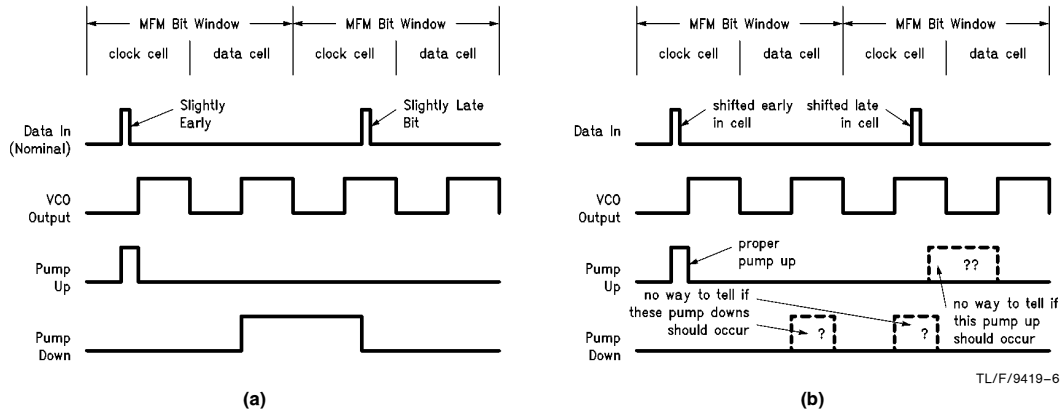 MFM Bit Window
MFM Bit Window
clock cell
data cell
clock cell
data cell
Data In
(Nominal)
Slightly
Early
Slightly Late
Bit
VCO
Output
Pump
Up
Pump
Down
(a)
MFM Bit Window
MFM Bit Window
clock cell
data cell
clock cell
data cell
Data In
shifted early
in cell
shifted late
in cell
VCO
Output
Pump
Up
proper
pump up
??
no way to tell if
these pump downs
should occur
no way to tell if
this pump up
should occur
Pump
Down
?
?
TL/F/9419–6
(b)